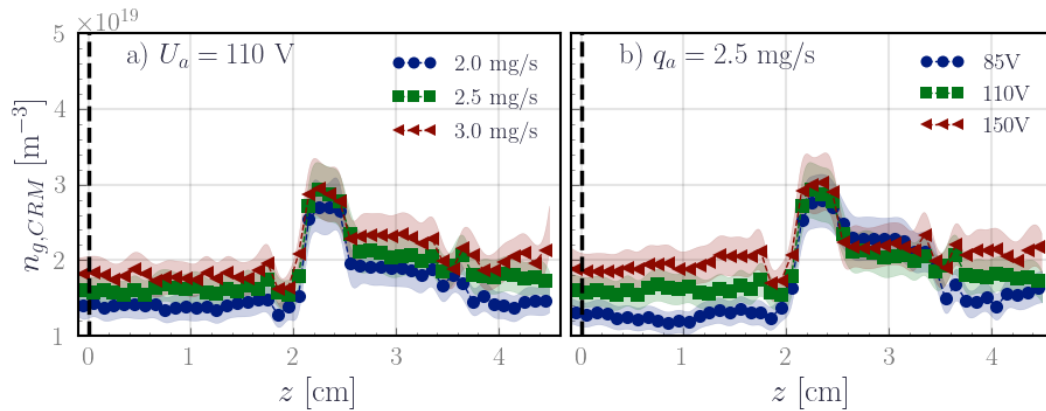 ×10¹⁹
a) U_a = 110 V
2.0 mg/s
2.5 mg/s
3.0 mg/s
b) q_a = 2.5 mg/s
85V
110V
150V
n_{g,CRM} [m⁻³]
5
4
3
2
1
0 1 2 3 4
0 1 2 3 4
z [cm]
z [cm]